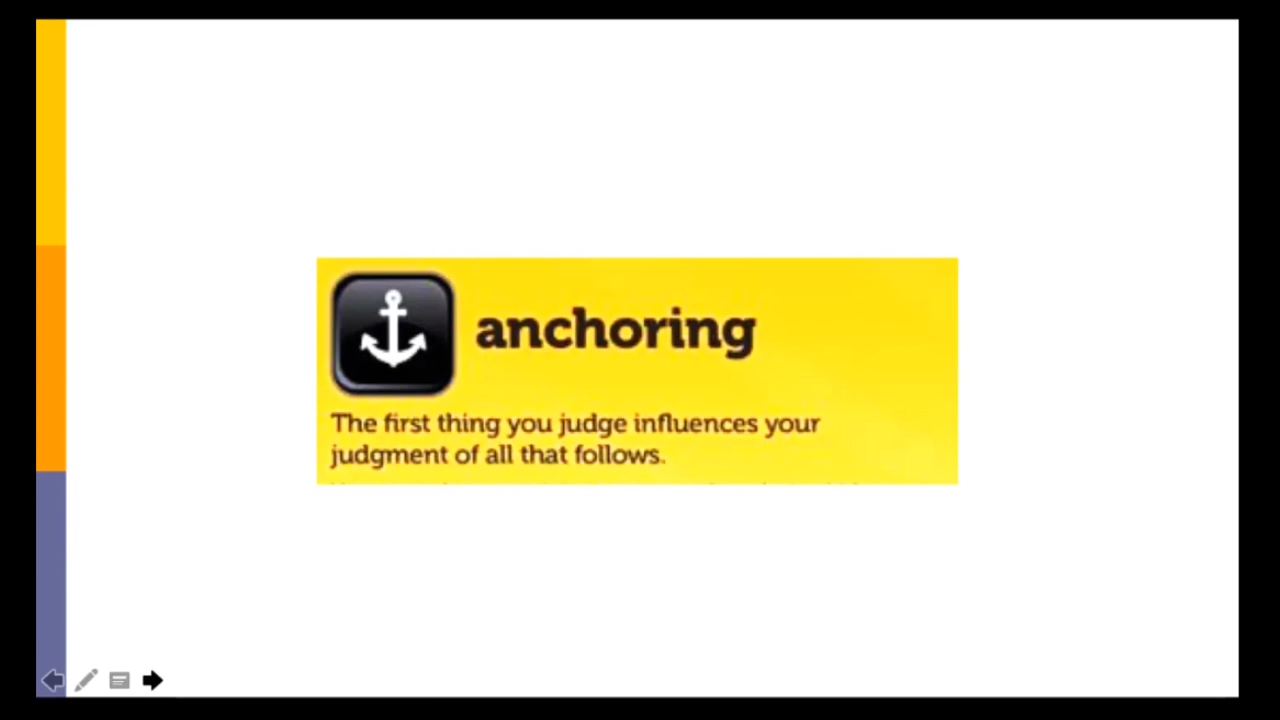 anchoring
The first thing you judge influences your
judgment of all that follows.